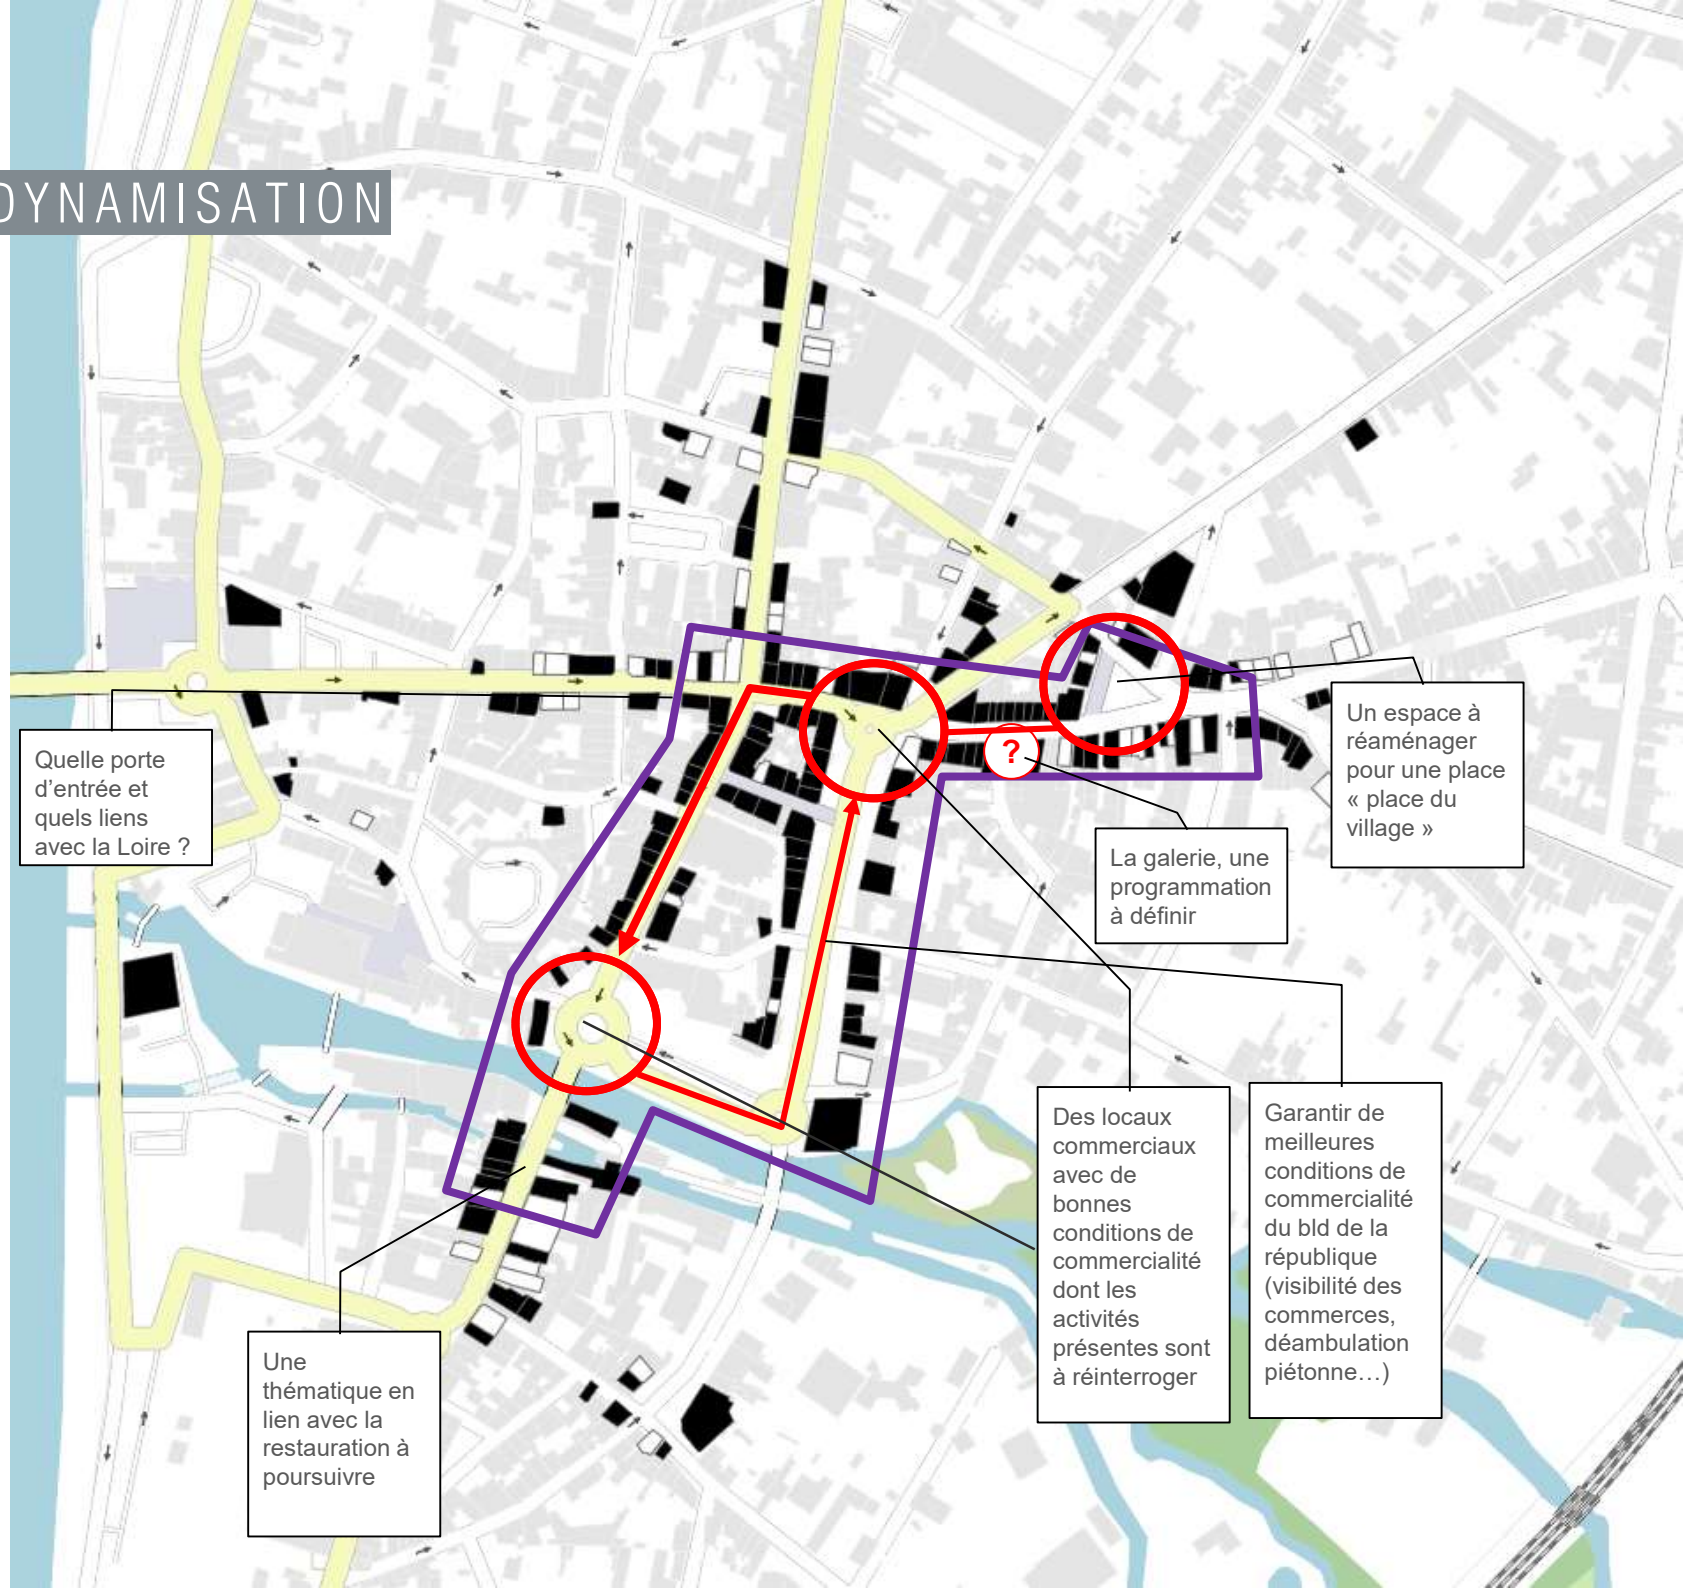 DYNAMISATION
Quelle porte
d’entrée et
quels liens
avec la Loire ?
?
Un espace à
réaménager
pour une place
« place du
village »
La galerie, une
programmation
à définir
Des locaux
commerciaux
avec de
bonnes
conditions de
commercialité
dont les
activités
présentes sont
à réinterroger
Garantir de
meilleures
conditions de
commercialité
du bld de la
république
(visibilité des
commerces,
déambulation
piétonne…)
Une
thématique en
lien avec la
restauration à
poursuivre